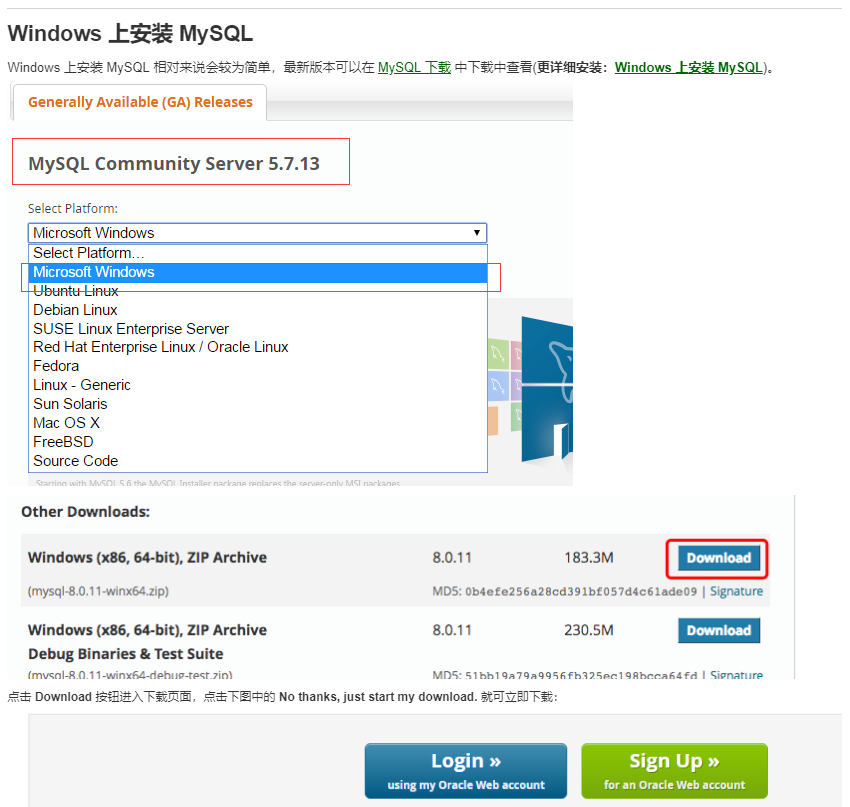 Windows 上安装 MySQL
Windows 上安装 MySQL 相对来说会较为简单，最新版本可以在 MySQL 下载 中下载中查看(更详细安装：Windows 上安装 MySQL)。
Generally Available (GA) Releases
MySQL Community Server 5.7.13
Select Platform:
Microsoft Windows
Select Platform…
Microsoft Windows
Ubuntu Linux
Debian Linux
SUSE Linux Enterprise Server
Red Hat Enterprise Linux / Oracle Linux
Fedora
Linux - Generic
Sun Solaris
Mac OS X
FreeBSD
Source Code
Starting with MySQL 5.6 the MySQL Installer package replaces the server-only MSI packages.
Other Downloads:
Windows (x86, 64-bit), ZIP Archive 8.0.11 183.3M Download
(mysql-8.0.11-winx64.zip) MD5: 0b4efe256a28cd391bf057d4c61ade09 | Signature
Windows (x86, 64-bit), ZIP Archive 8.0.11 230.5M Download
Debug Binaries & Test Suite
(mysql-8.0.11-winx64-debug-test.zip) MD5: 51bb19a79a9956fb325ec198bcca64fd | Signature
点击 Download 按钮进入下载页面，点击下图中的 No thanks, just start my download. 就可立即下载：
Login »
using my Oracle Web account
Sign Up »
for an Oracle Web account